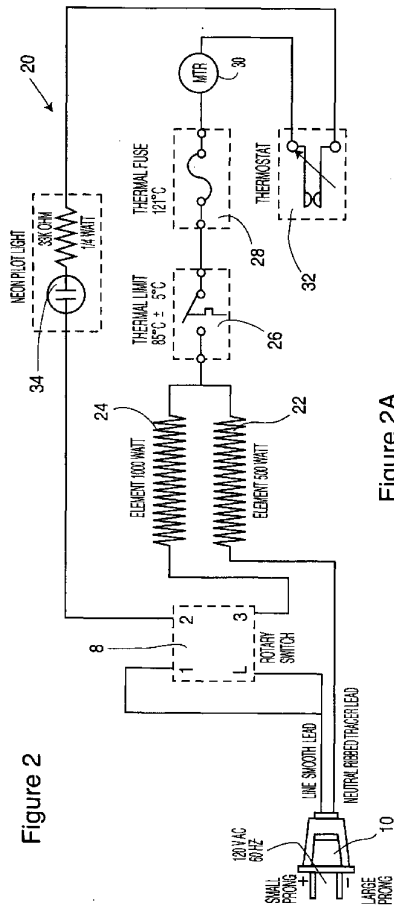 Figure 2
20
NEON PILOT LIGHT
33K OHM
1/4 WATT
34
MTR
30
THERMAL FUSE
121°C
28
THERMAL LIMIT
85°C ± 5°C
26
THERMOSTAT
32
24
ELEMENT 1000 WATT
22
ELEMENT 500 WATT
8
1
2
L
3
ROTARY
SWITCH
LINE SMOOTH LEAD
NEUTRAL RIBBED TRACER LEAD
120 VAC
60 HZ
SMALL
PRONG
+
-
LARGE
PRONG
10
Figure 2A